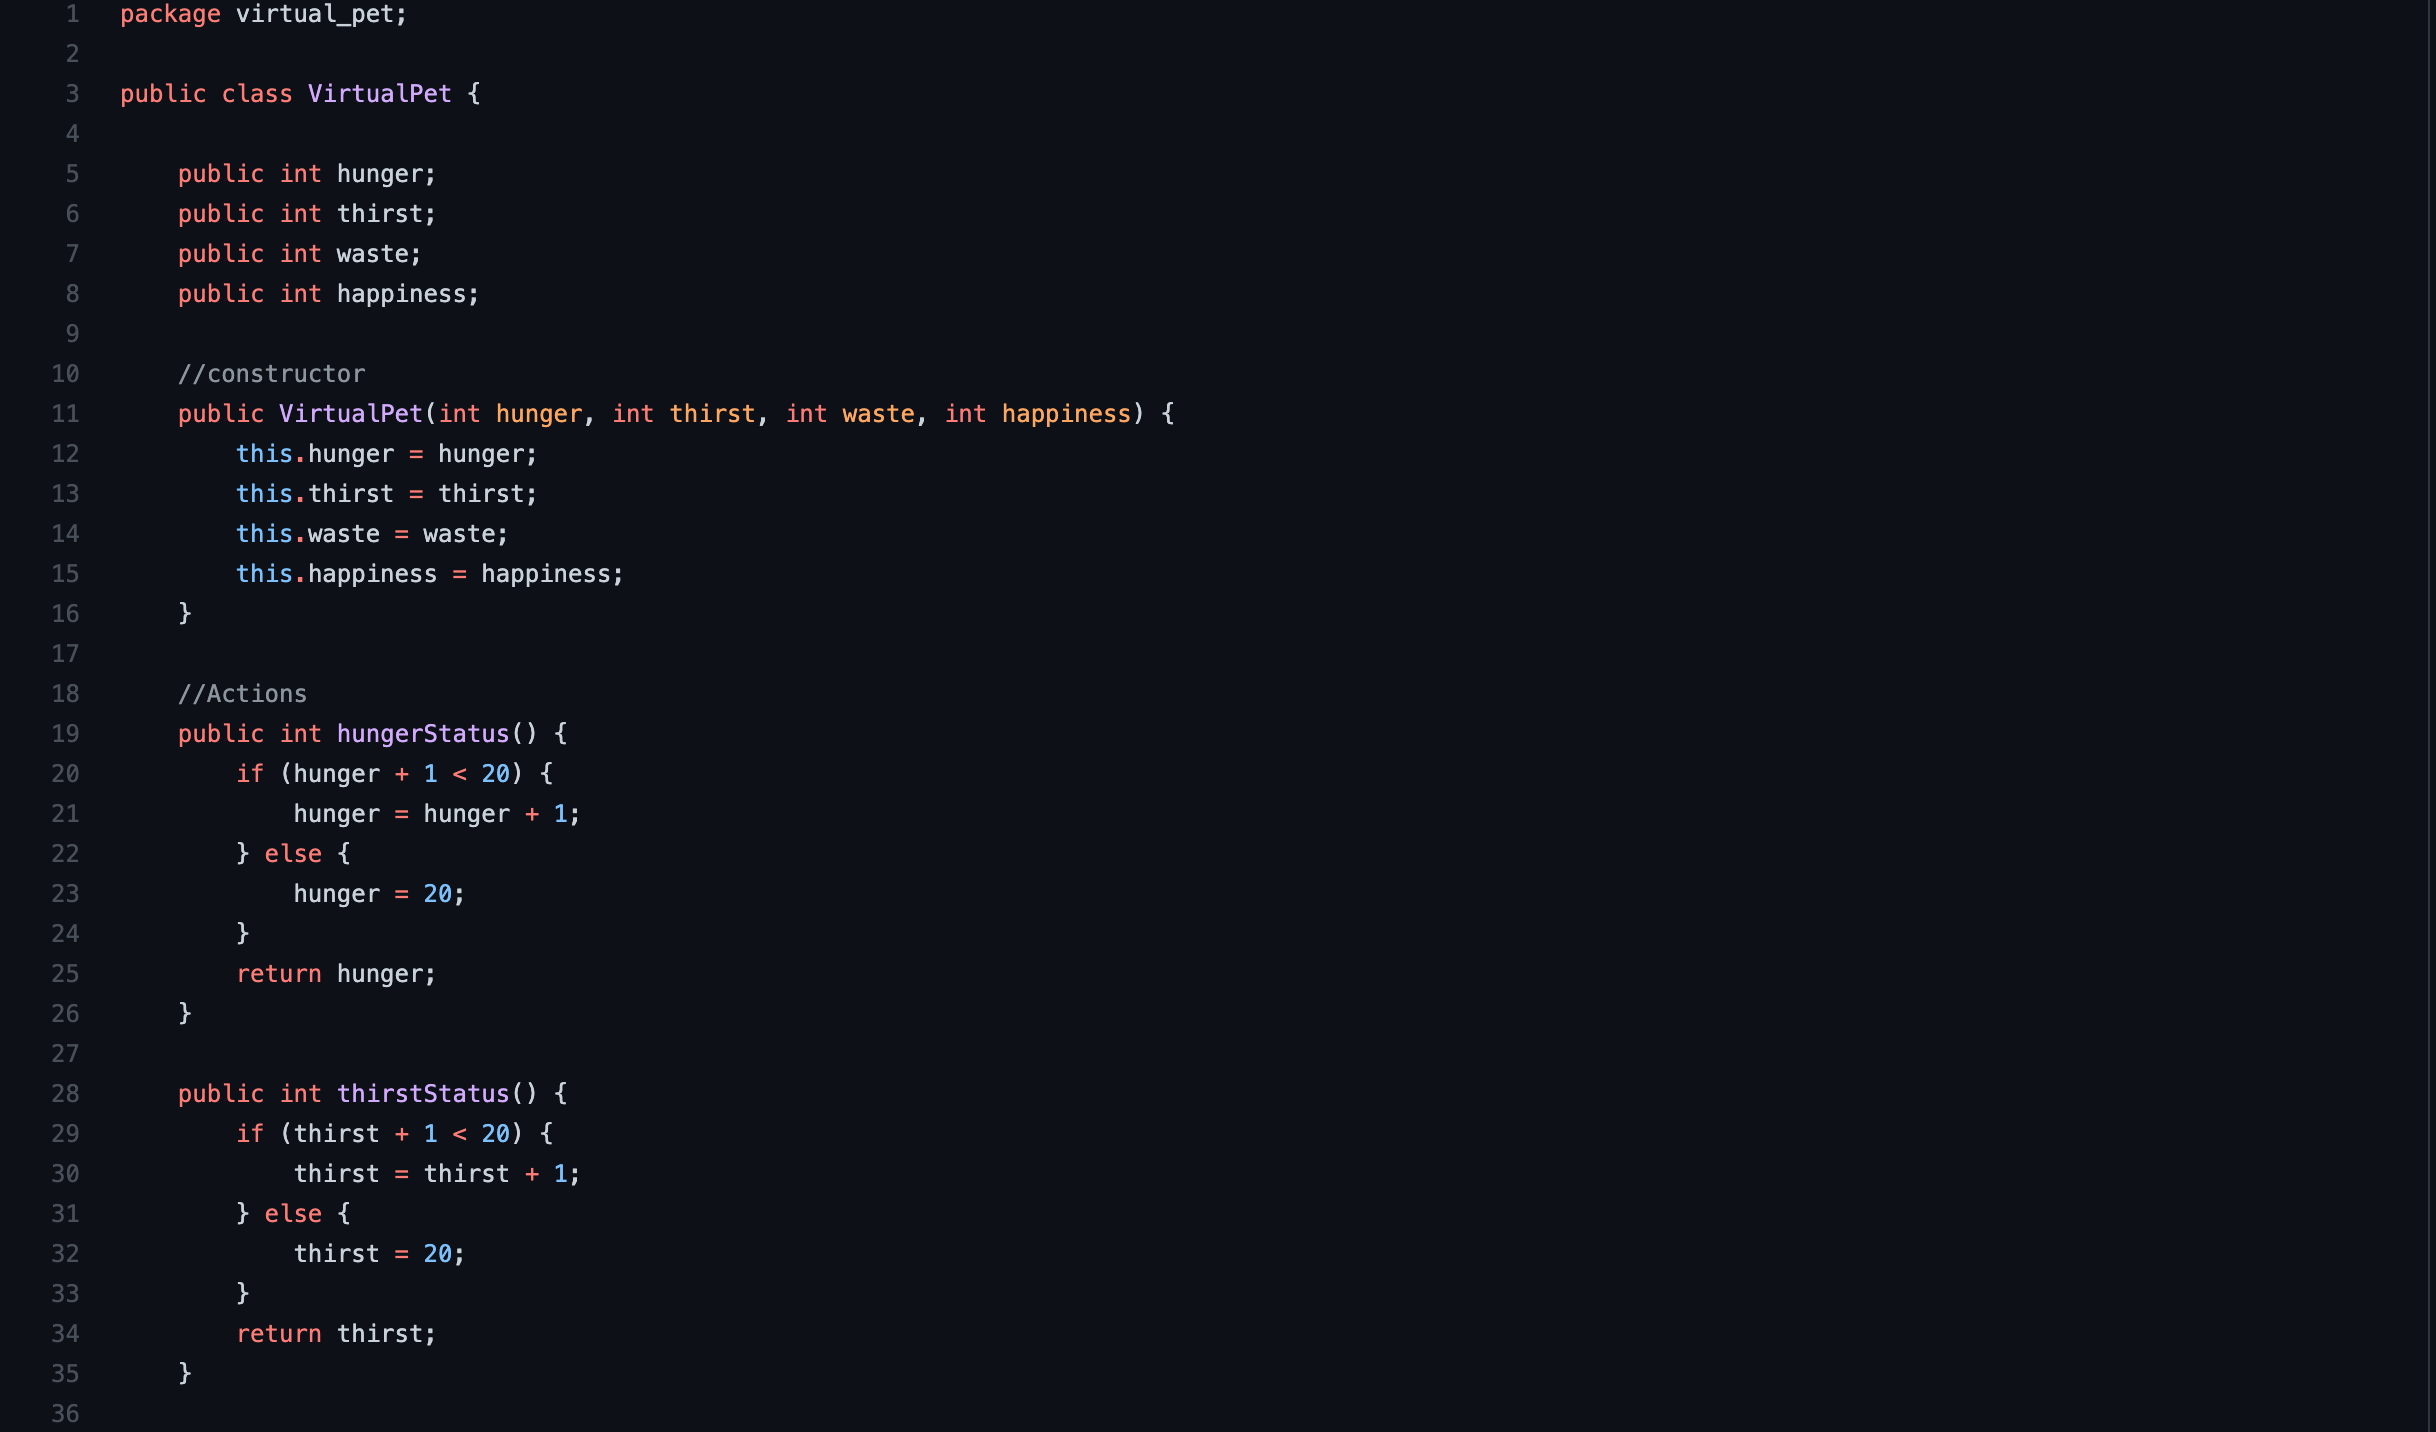 1 package virtual_pet;
2
3 public class VirtualPet {
4
5     public int hunger;
6     public int thirst;
7     public int waste;
8     public int happiness;
9
10     //constructor
11     public VirtualPet(int hunger, int thirst, int waste, int happiness) {
12         this.hunger = hunger;
13         this.thirst = thirst;
14         this.waste = waste;
15         this.happiness = happiness;
16     }
17
18     //Actions
19     public int hungerStatus() {
20         if (hunger + 1 < 20) {
21             hunger = hunger + 1;
22         } else {
23             hunger = 20;
24         }
25         return hunger;
26     }
27
28     public int thirstStatus() {
29         if (thirst + 1 < 20) {
30             thirst = thirst + 1;
31         } else {
32             thirst = 20;
33         }
34         return thirst;
35     }
36